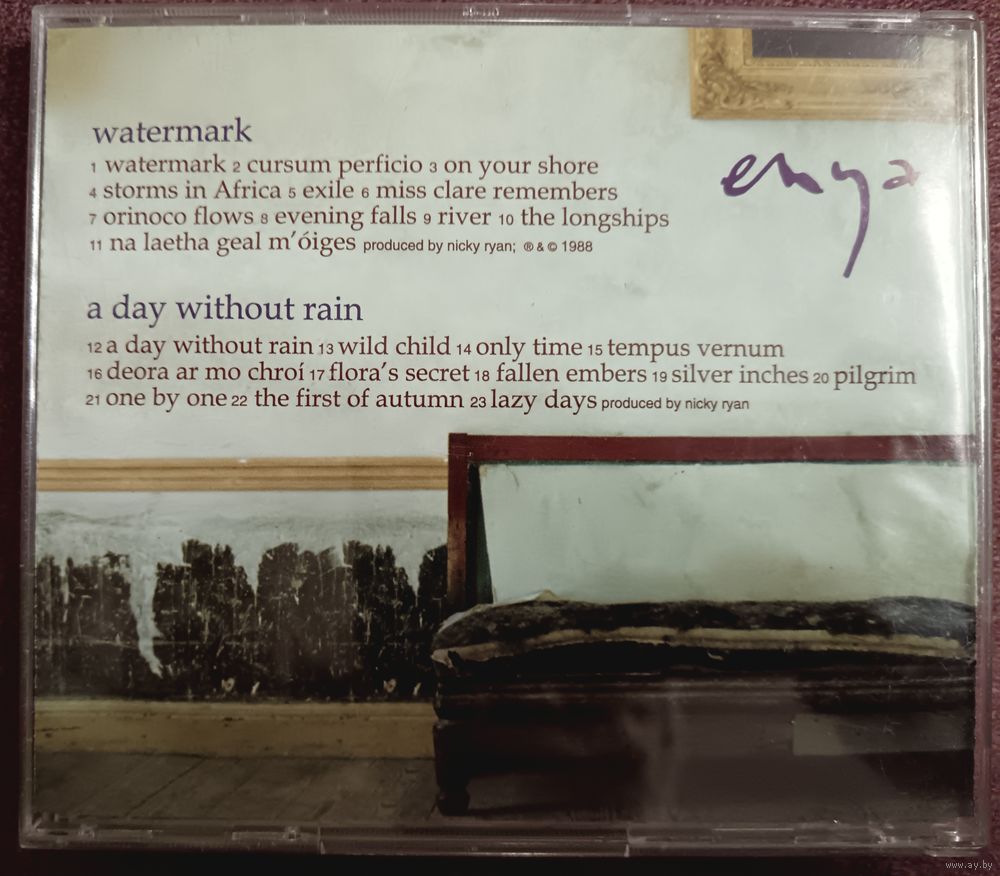 watermark
1 watermark 2 cursum perficio 3 on your shore
4 storms in Africa 5 exile 6 miss clare remembers
7 orinoco flows 8 evening falls 9 river 10 the longships
11 na laetha geal m'óiges produced by nicky ryan; ® & © 1988
enya
a day without rain
12 a day without rain 13 wild child 14 only time 15 tempus vernum
16 deora ar mo chroí 17 flora's secret 18 fallen embers 19 silver inches 20 pilgrim
21 one by one 22 the first of autumn 23 lazy days produced by nicky ryan
www.ay.by